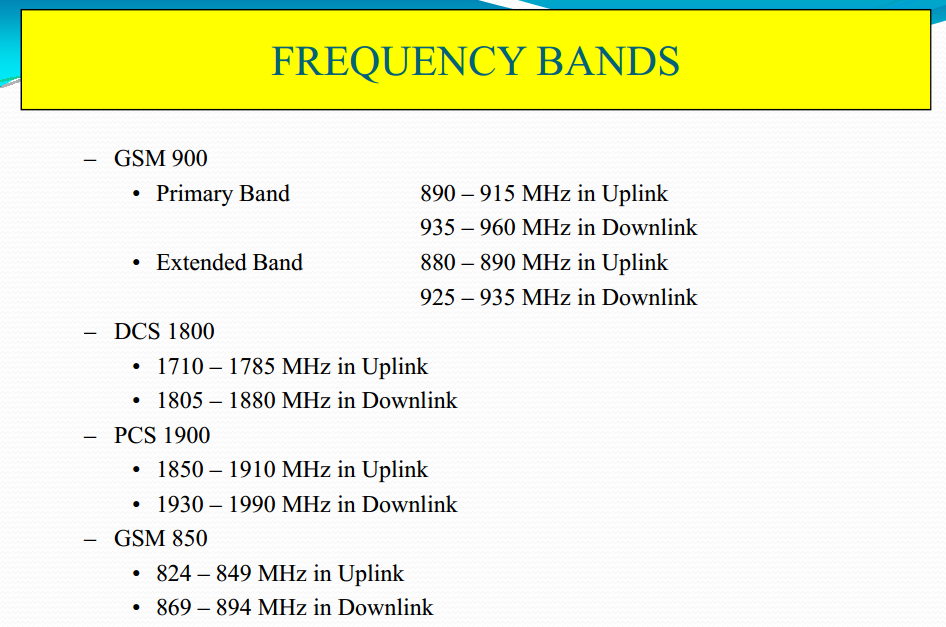 FREQUENCY BANDS
– GSM 900
• Primary Band 890 – 915 MHz in Uplink
935 – 960 MHz in Downlink
• Extended Band 880 – 890 MHz in Uplink
925 – 935 MHz in Downlink
– DCS 1800
• 1710 – 1785 MHz in Uplink
• 1805 – 1880 MHz in Downlink
– PCS 1900
• 1850 – 1910 MHz in Uplink
• 1930 – 1990 MHz in Downlink
– GSM 850
• 824 – 849 MHz in Uplink
• 869 – 894 MHz in Downlink